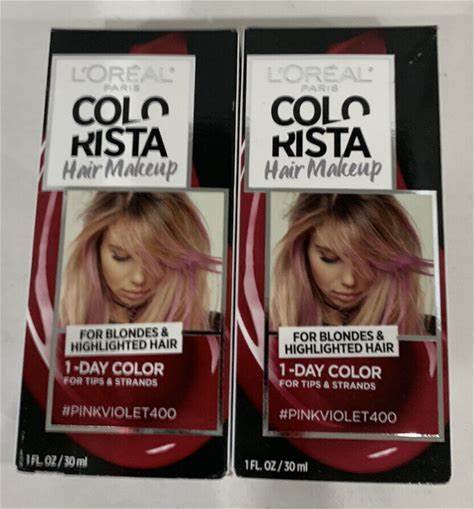 L'ORÉAL
PARIS
COLO
RISTA
Hair Makeup
FOR BLONDES &
HIGHLIGHTED HAIR
1-DAY COLOR
FOR TIPS & STRANDS
#PINKVIOLET400
1 FL. OZ / 30 ml
L'ORÉAL
PARIS
COLO
RISTA
Hair Makeup
FOR BLONDES &
HIGHLIGHTED HAIR
1-DAY COLOR
FOR TIPS & STRANDS
#PINKVIOLET400
1 FL. OZ / 30 ml